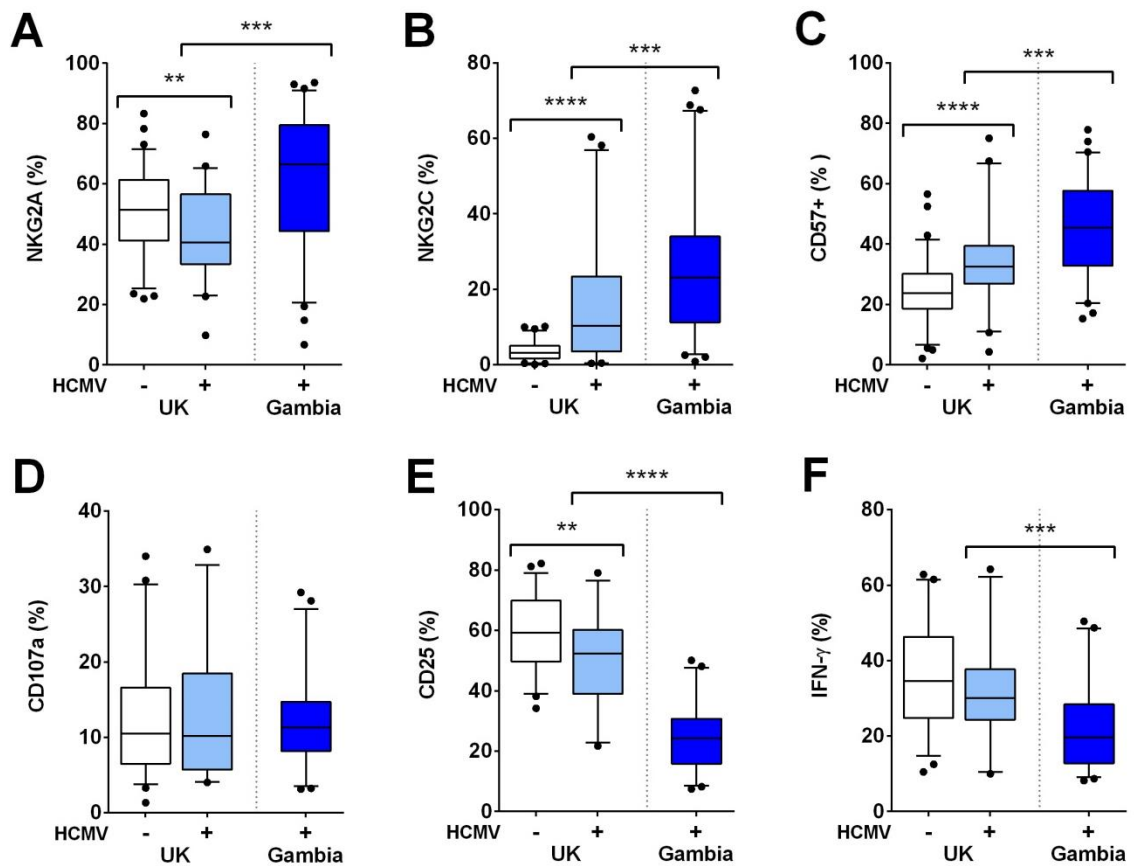 A
***
**
NKG2A (%)
100
80
60
40
20
0
HCMV - + +
UK Gambia
B
***
****
NKG2C (%)
80
60
40
20
0
HCMV - + +
UK Gambia
C
***
****
CD57+ (% )
100
80
60
40
20
0
HCMV - + +
UK Gambia
D
CD107a (%)
40
30
20
10
0
HCMV - + +
UK Gambia
E
****
**
CD25 (%)
100
80
60
40
20
0
HCMV - + +
UK Gambia
F
***
IFN-γ (%)
80
60
40
20
0
HCMV - + +
UK Gambia